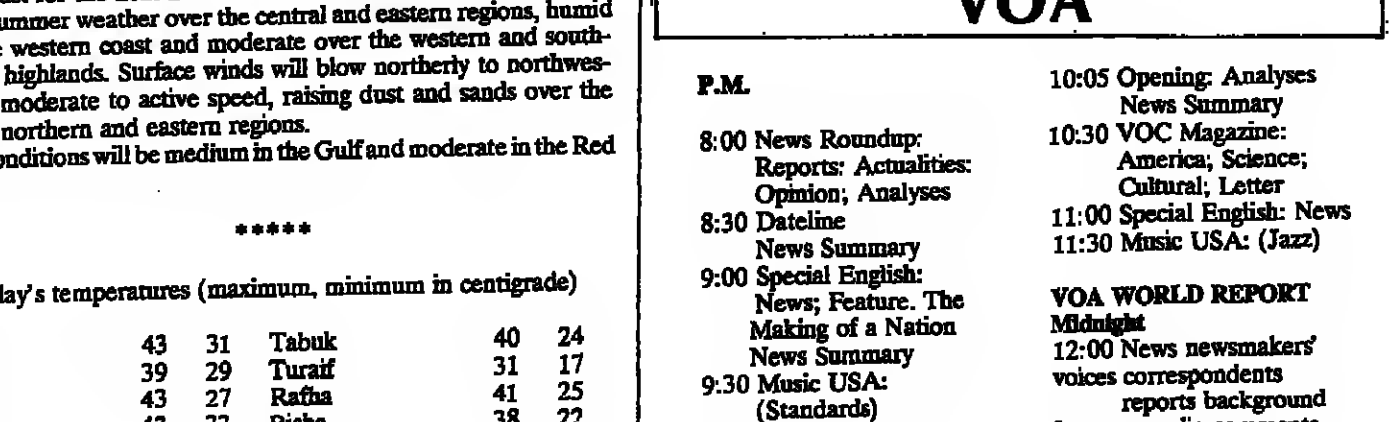 ummer weather over the central and eastern regions, humid
western coast and moderate over the western and south-
highlands. Surface winds will blow northerly to northwes-
moderate to active speed, raising dust and sands over the
northern and eastern regions.
onditions will be medium in the Gulf and moderate in the Red
*****
lay's temperatures (maximum, minimum in centigrade)
43 31 Tabuk 40 24
39 29 Turaif 31 17
43 27 Rafha 41 25
38 22
VOA
P.M.
8:00 News Roundup:
Reports: Actualities:
Opinion; Analyses
8:30 Dateline
News Summary
9:00 Special English:
News; Feature. The
Making of a Nation
News Summary
9:30 Music USA:
(Standards)
10:05 Opening: Analyses
News Summary
10:30 VOC Magazine:
America; Science;
Cultural; Letter
11:00 Special English: News
11:30 Music USA: (Jazz)
VOA WORLD REPORT
Midnight
12:00 News newsmakers'
voices correspondents
reports background